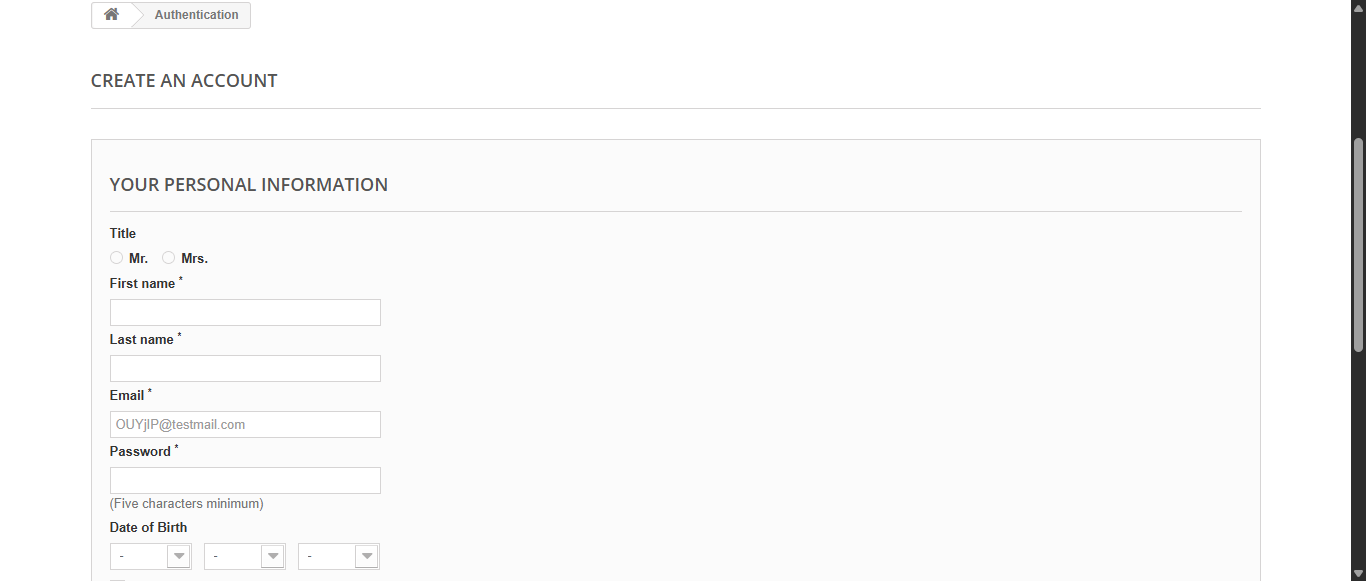 Authentication
CREATE AN ACCOUNT
YOUR PERSONAL INFORMATION
Title
Mr. Mrs.
First name *
Last name *
Email *
OUYjIP@testmail.com
Password *
(Five characters minimum)
Date of Birth
- - -